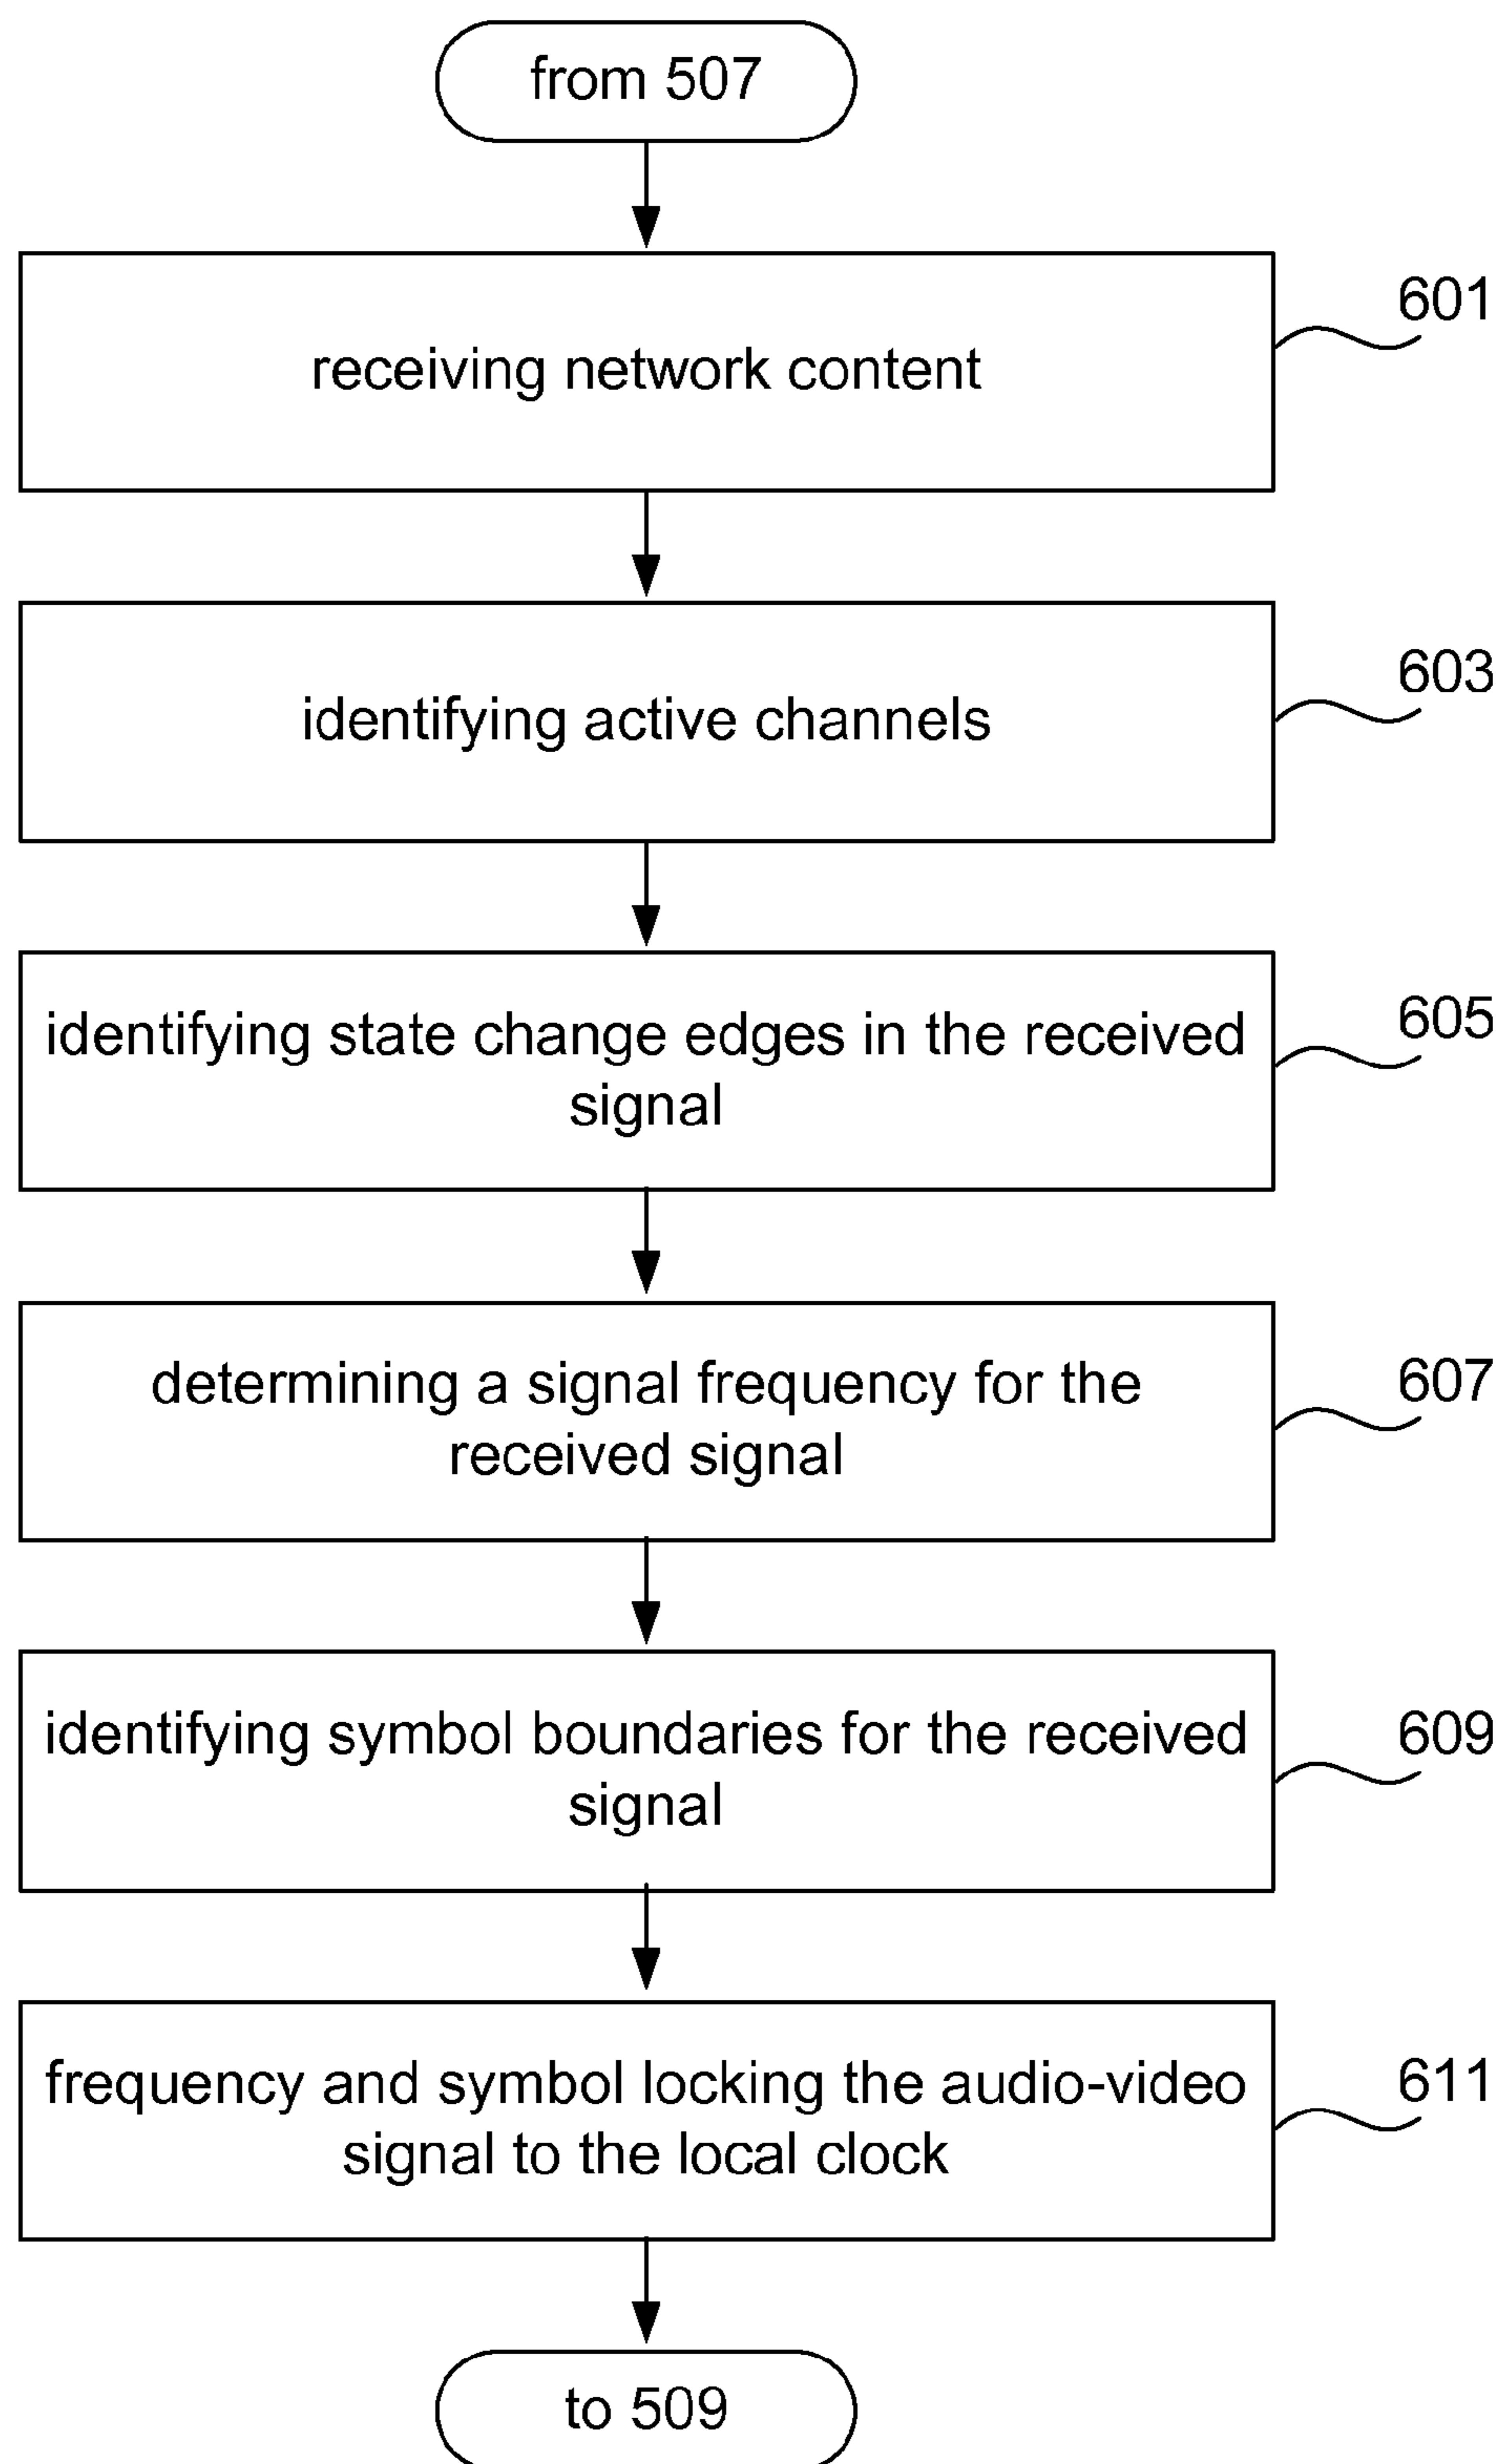 from 507
601
receiving network content
603
identifying active channels
605
identifying state change edges in the received
signal
607
determining a signal frequency for the
received signal
609
identifying symbol boundaries for the received
signal
611
frequency and symbol locking the audio-video
signal to the local clock
to 509